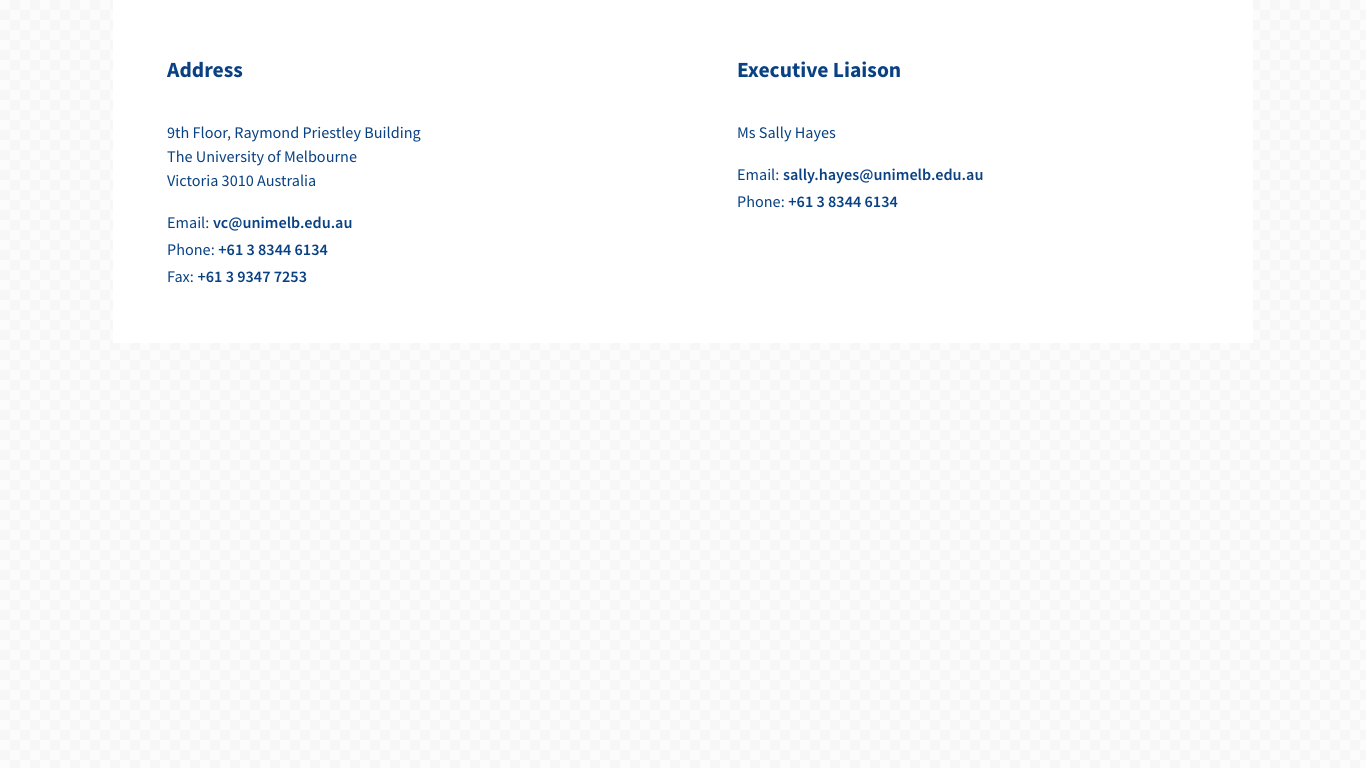 Address
9th Floor, Raymond Priestley Building
The University of Melbourne
Victoria 3010 Australia
Email: vc@unimelb.edu.au
Phone: +61 3 8344 6134
Fax: +61 3 9347 7253
Executive Liaison
Ms Sally Hayes
Email: sally.hayes@unimelb.edu.au
Phone: +61 3 8344 6134